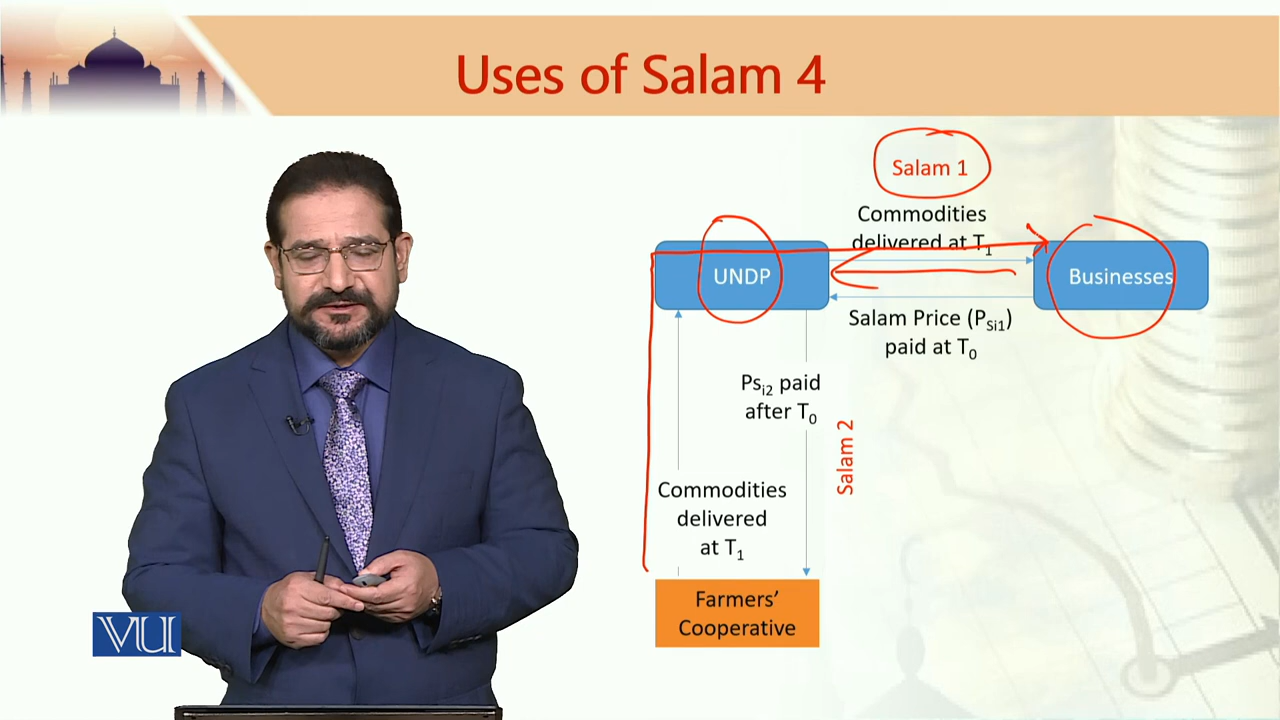 Uses of Salam 4
Salam 1
Commodities
delivered at T1
UNDP
Businesses
Salam Price (PSi1)
paid at T0
Psi2 paid
after T0
Salam 2
Commodities
delivered
at T1
Farmers’
Cooperative
VU